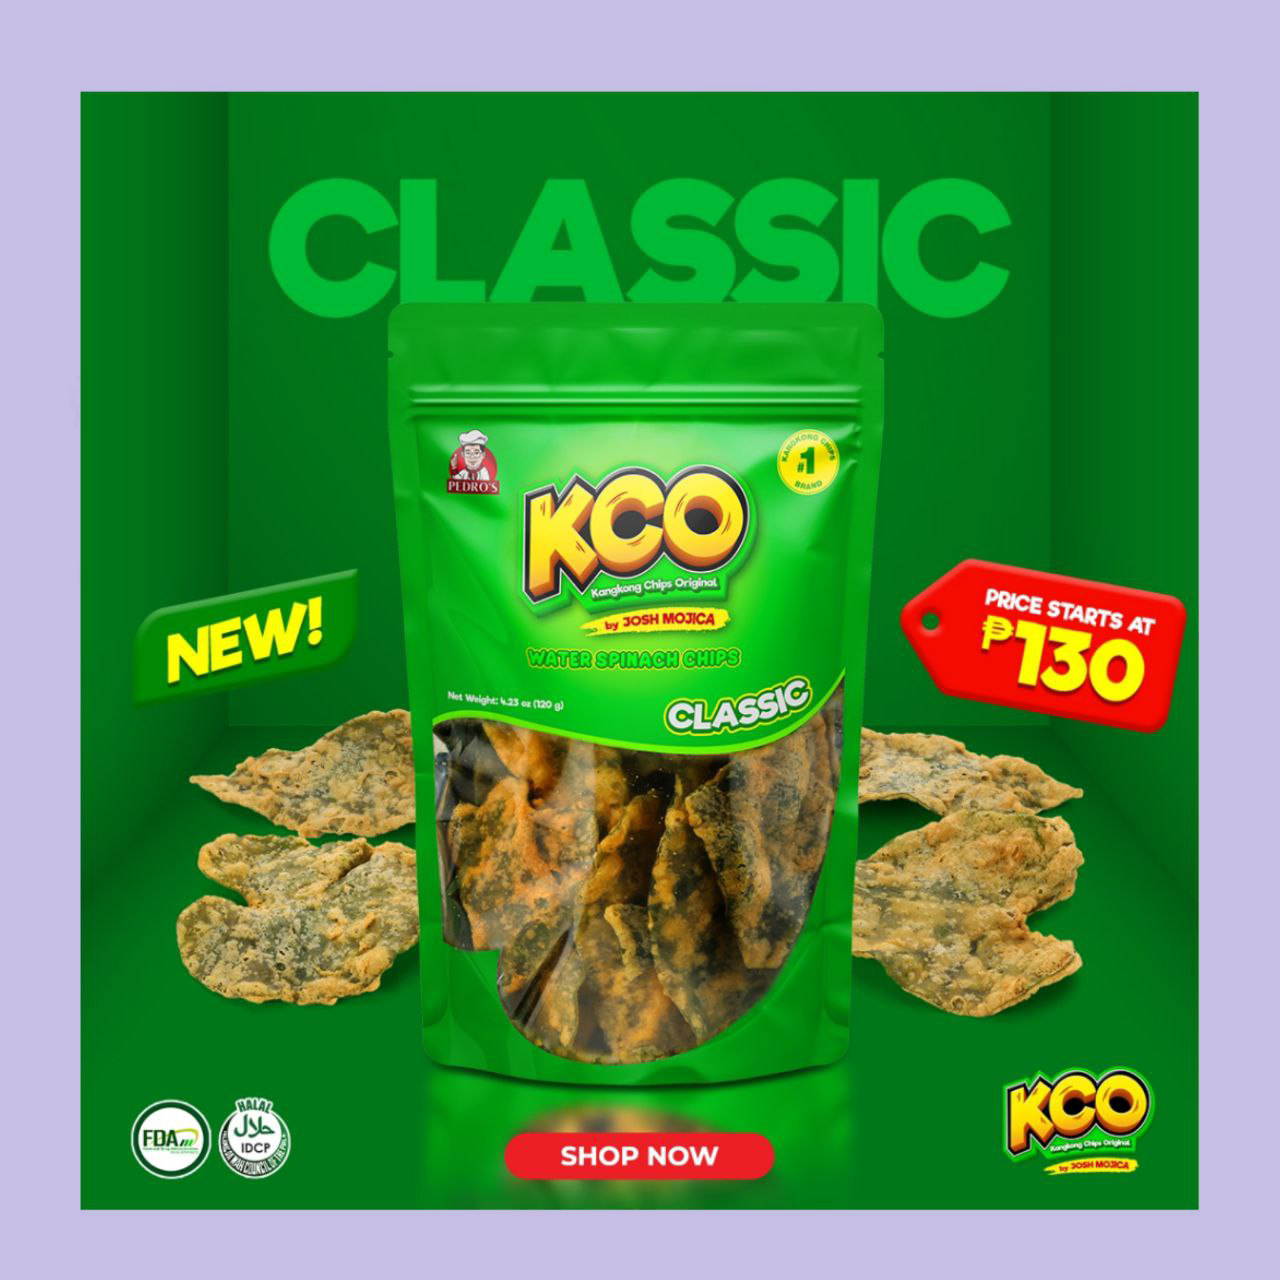 CLASSIC
PEDRO'S
KANGKONG CHIPS
#1
BRAND
KCO
Kangkong Chips Original
by JOSH MOJICA
WATER SPINACH CHIPS
Net Weight: 4.23 oz (120 g)
CLASSIC
NEW!
PRICE STARTS AT
₱130
FDA
HALAL
حلال
IDCP
SHOP NOW
KCO
Kangkong Chips Original
by JOSH MOJICA